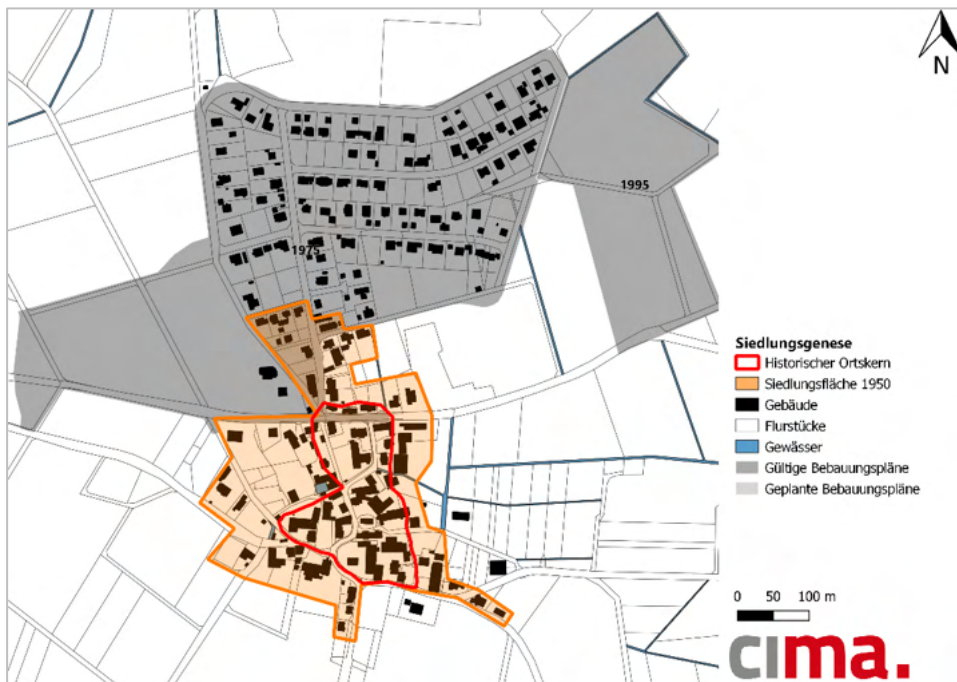 N
1995
1975
Siedlungsgenese
Historischer Ortskern
Siedlungsfläche 1950
Gebäude
Flurstücke
Gewässer
Gültige Bebauungspläne
Geplante Bebauungspläne
0 50 100 m
cima.